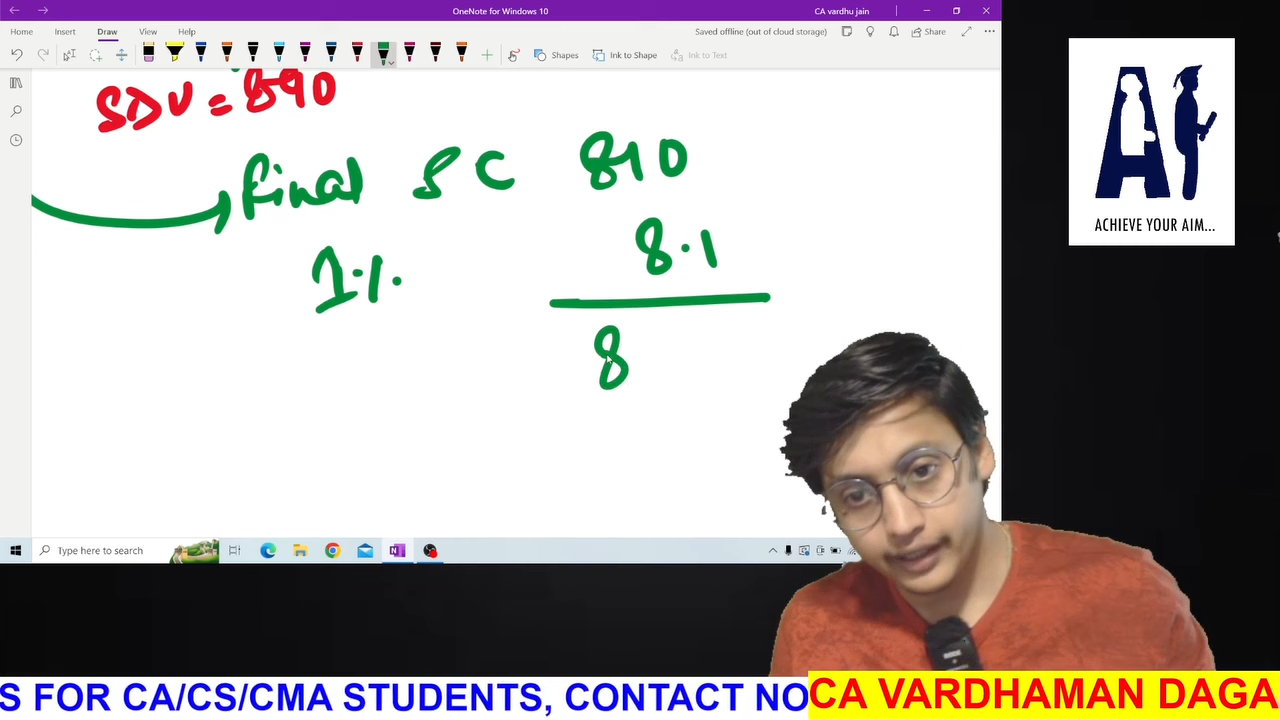 OneNote for Windows 10
CA vardhu jain
Home Insert Draw View Help
Saved offline (out of cloud storage)
Share
Shapes
Ink to Shape
Ink to Text
SDV = 890
final SC 810
1%. 8.1
8
ACHIEVE YOUR AIM...
Type here to search
S FOR CA/CS/CMA STUDENTS, CONTACT NO
CA VARDHAMAN DAGA